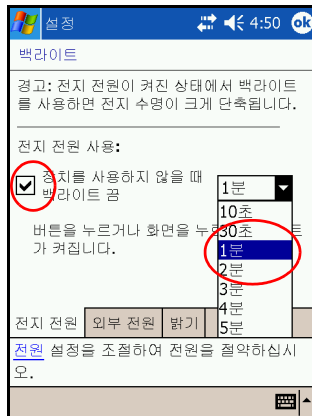 설정 4:50 ok
백라이트
경고: 전지 전원이 켜진 상태에서 백라이트
를 사용하면 전지 수명이 크게 단축됩니다.
전지 전원 사용:
장치를 사용하지 않을 때
백라이트 끔
1분
10초
30초
1분
2분
3분
4분
5분
버튼을 누르거나 화면을 누 트
가 켜집니다.
전지 전원 외부 전원 밝기
전원 설정을 조절하여 전원을 절약하십시
오.